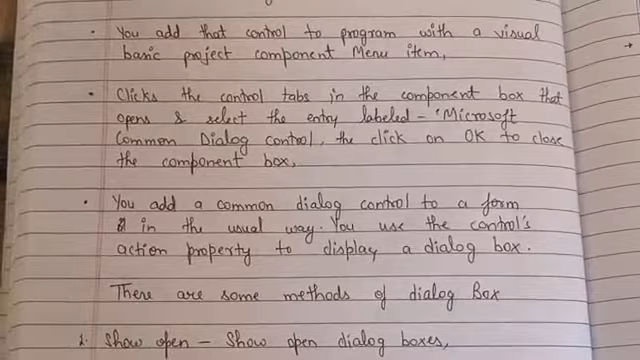 • You add that control to program with a visual
basic project component Menu item,
• Clicks the control tabs in the component box that
opens & select the entry labeled - 'Microsoft
Common Dialog control, the click on OK to close
the component box,
• You add a common dialog control to a form
in the usual way. You use the control's
action property to display a dialog box.
There are some methods of dialog Box
1. Show open - Show open dialog boxes,